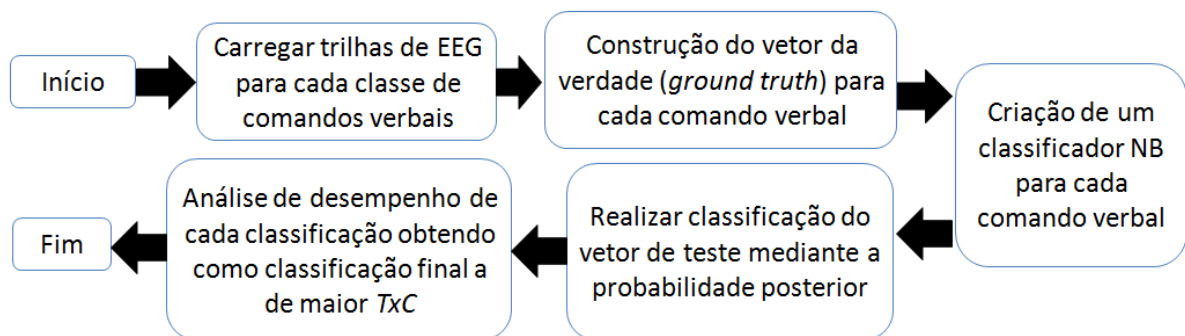 Início
Carregar trilhas de EEG
para cada classe de
comandos verbais
Construção do vetor da
verdade (ground truth) para
cada comando verbal
Criação de um
classificador NB
para cada
comando verbal
Realizar classificação do
vetor de teste mediante a
probabilidade posterior
Análise de desempenho de
cada classificação obtendo
como classificação final a
de maior TxC
Fim